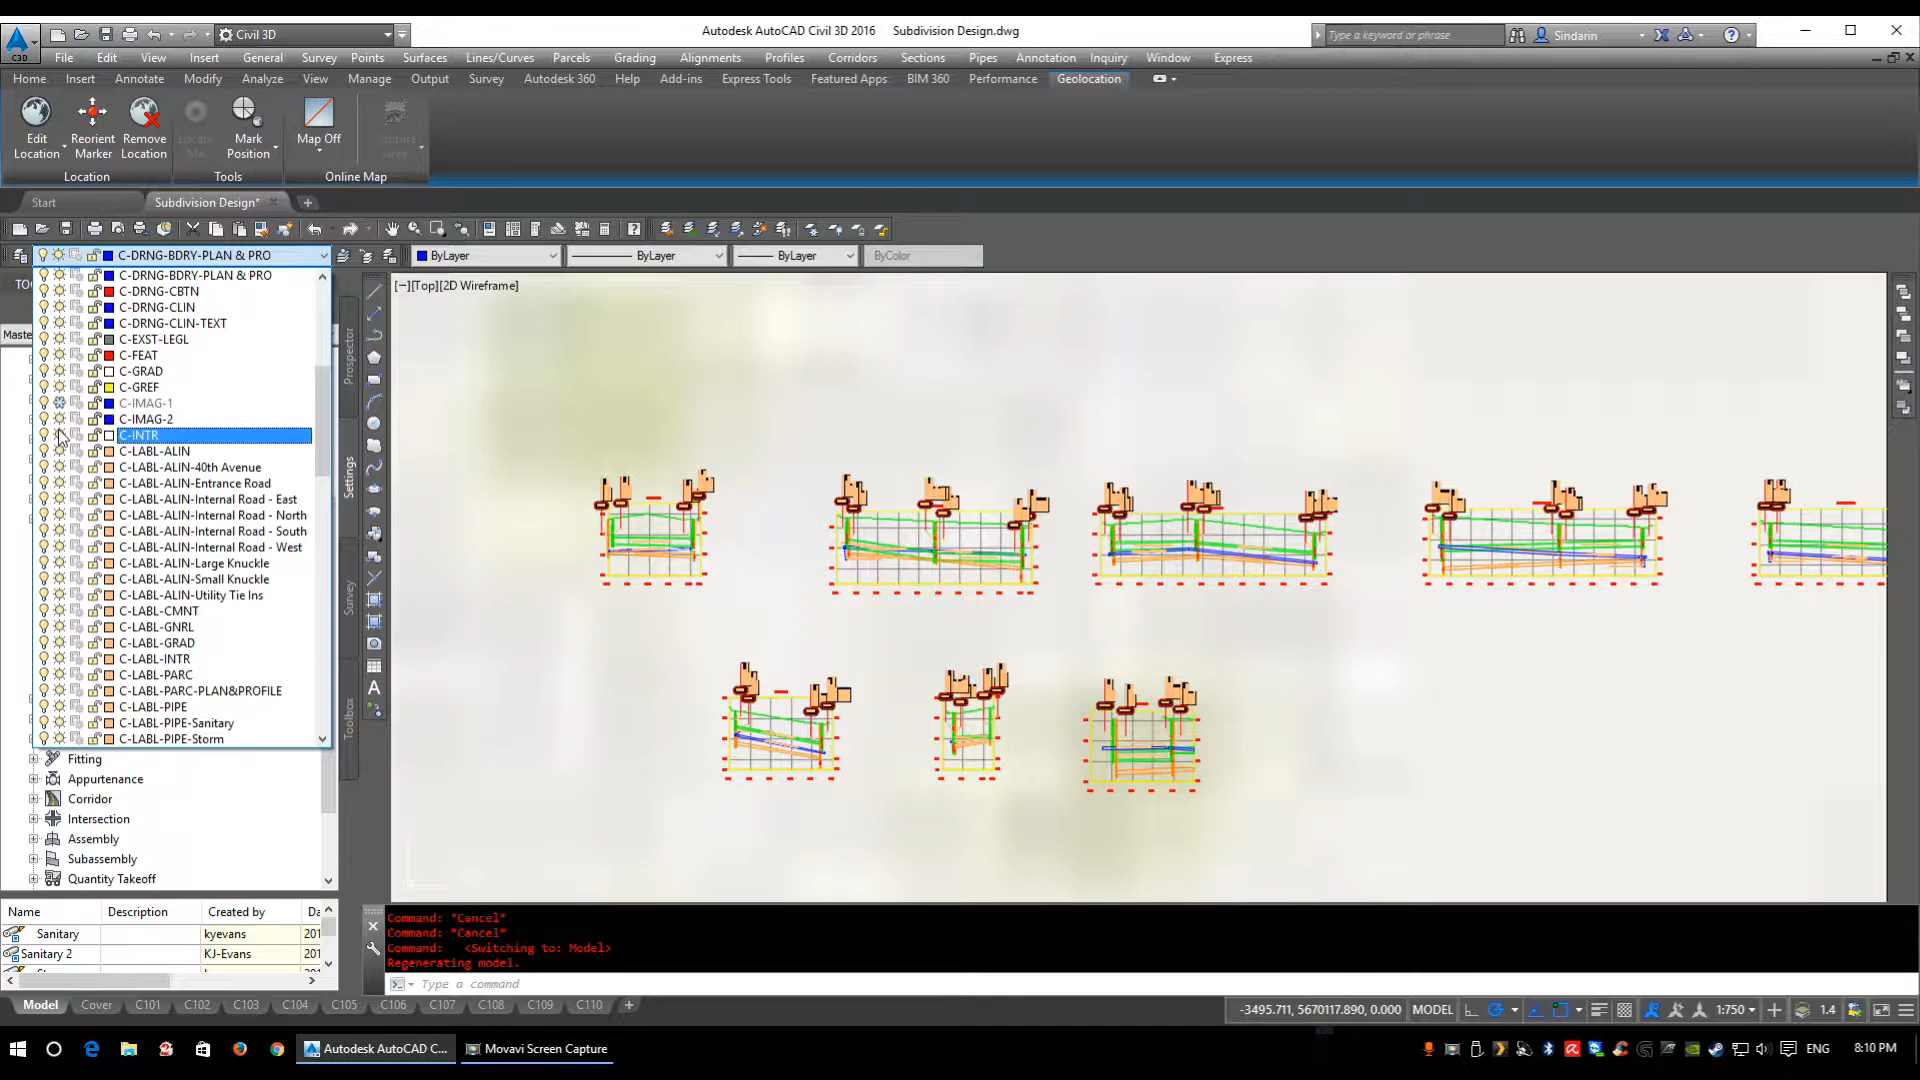 Civil 3D
Autodesk AutoCAD Civil 3D 2016 Subdivision Design.dwg
Type a keyword or phrase
Sindarin
C3D
File Edit View Insert General Survey Points Surfaces Lines/Curves Parcels Grading Alignments Profiles Corridors Sections Pipes Annotation Inquiry Window Express
Home Insert Annotate Modify Analyze View Manage Output Survey Autodesk 360 Help Add-ins Express Tools Featured Apps BIM 360 Performance Geolocation
Edit Location
Reorient Marker
Remove Location
Locate Me
Mark Position
Map Off
Capture Area
Location Tools Online Map
Start Subdivision Design*
C-DRNG-BDRY-PLAN & PRO
ByLayer ByLayer ByLayer ByColor
C-DRNG-BDRY-PLAN & PRO
C-DRNG-CBTN
C-DRNG-CLIN
C-DRNG-CLIN-TEXT
C-EXST-LEGL
C-FEAT
C-GRAD
C-GREF
C-IMAG-1
C-IMAG-2
C-INTR
C-LABL-ALIN
C-LABL-ALIN-40th Avenue
C-LABL-ALIN-Entrance Road
C-LABL-ALIN-Internal Road - East
C-LABL-ALIN-Internal Road - North
C-LABL-ALIN-Internal Road - South
C-LABL-ALIN-Internal Road - West
C-LABL-ALIN-Large Knuckle
C-LABL-ALIN-Small Knuckle
C-LABL-ALIN-Utility Tie Ins
C-LABL-CMNT
C-LABL-GNRL
C-LABL-GRAD
C-LABL-INTR
C-LABL-PARC
C-LABL-PARC-PLAN&PROFILE
C-LABL-PIPE
C-LABL-PIPE-Sanitary
C-LABL-PIPE-Storm
TO
Maste
Prospector
Settings
Survey
Toolbox
[−][Top][2D Wireframe]
Fitting
Appurtenance
Corridor
Intersection
Assembly
Subassembly
Quantity Takeoff
Name Description Created by Da
Sanitary kyevans 201
Sanitary 2 KJ-Evans 201
Command: *Cancel*
Command: *Cancel*
Command: <Switching to: Model>
Regenerating model.
Type a command
Model Cover C101 C102 C103 C104 C105 C106 C107 C108 C109 C110
-3495.711, 5670117.890, 0.000 MODEL 1:750 1.4
Autodesk AutoCAD C... Movavi Screen Capture
ENG 8:10 PM